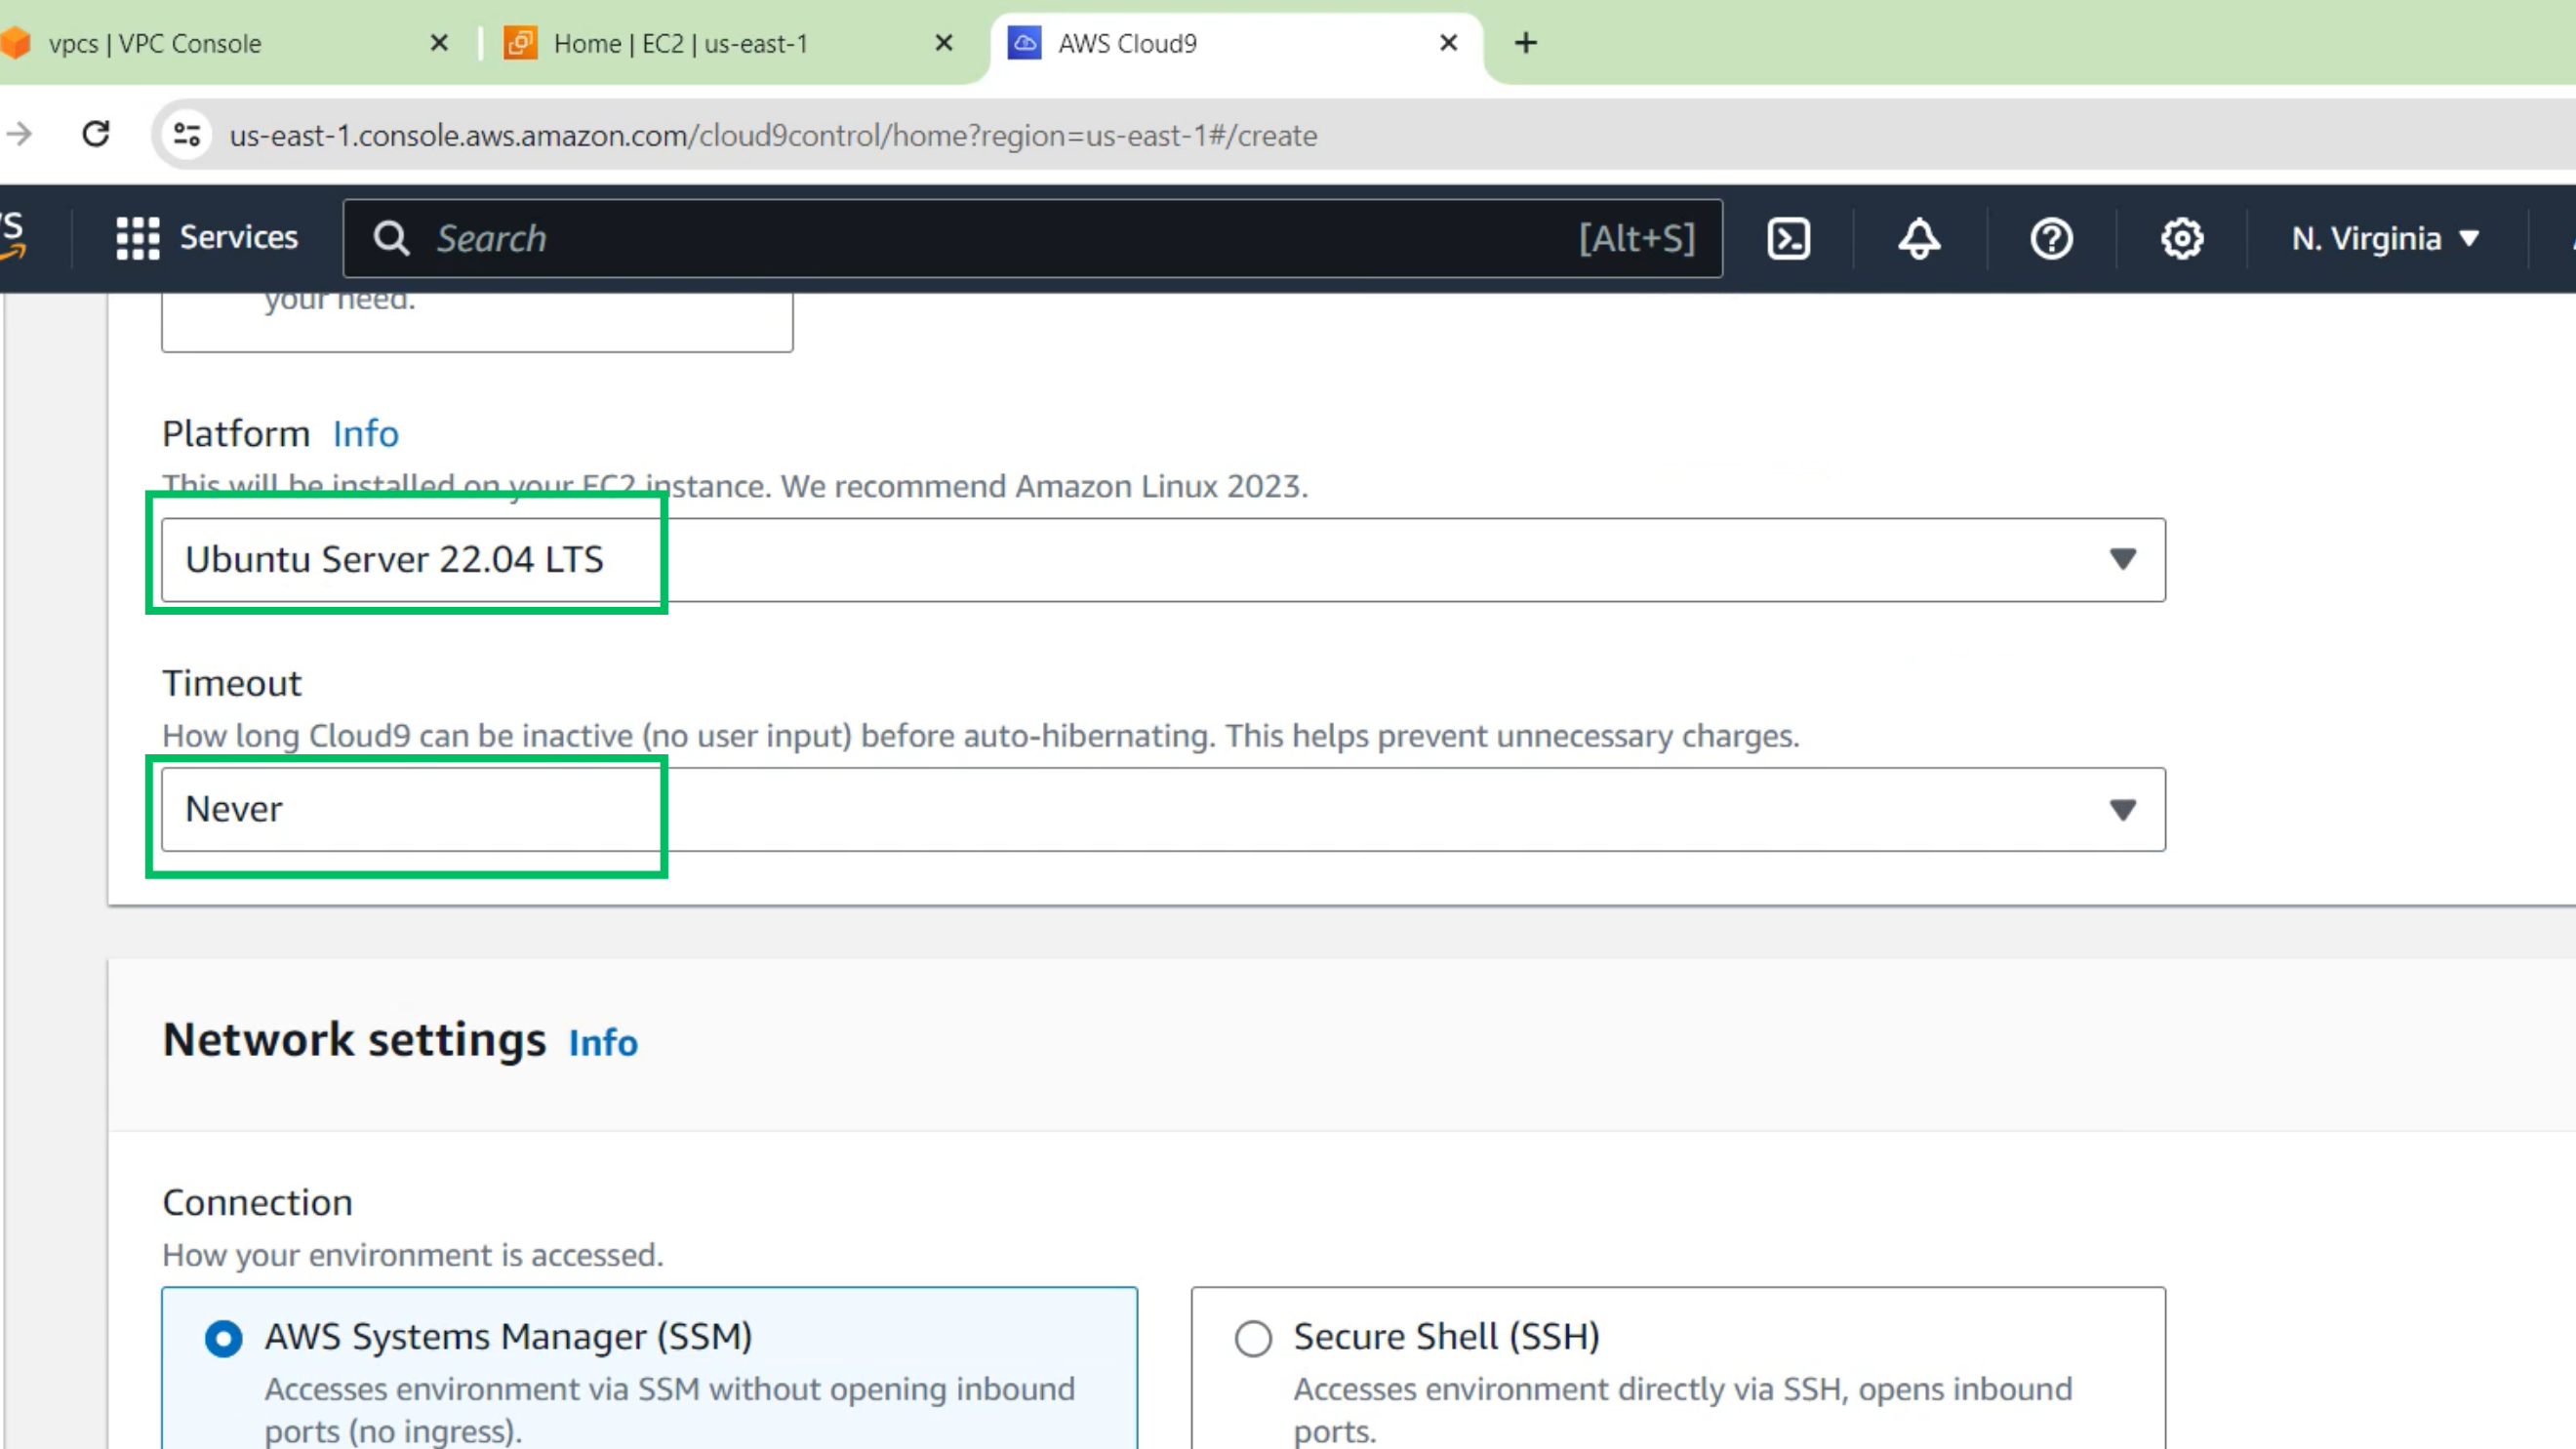 vpcs | VPC Console
Home | EC2 | us-east-1
AWS Cloud9
us-east-1.console.aws.amazon.com/cloud9control/home?region=us-east-1#/create
Services
Search
[Alt+S]
N. Virginia
your need.
Platform Info
This will be installed on your EC2 instance. We recommend Amazon Linux 2023.
Ubuntu Server 22.04 LTS
Timeout
How long Cloud9 can be inactive (no user input) before auto-hibernating. This helps prevent unnecessary charges.
Never
Network settings Info
Connection
How your environment is accessed.
AWS Systems Manager (SSM)
Accesses environment via SSM without opening inbound
ports (no ingress).
Secure Shell (SSH)
Accesses environment directly via SSH, opens inbound
ports.